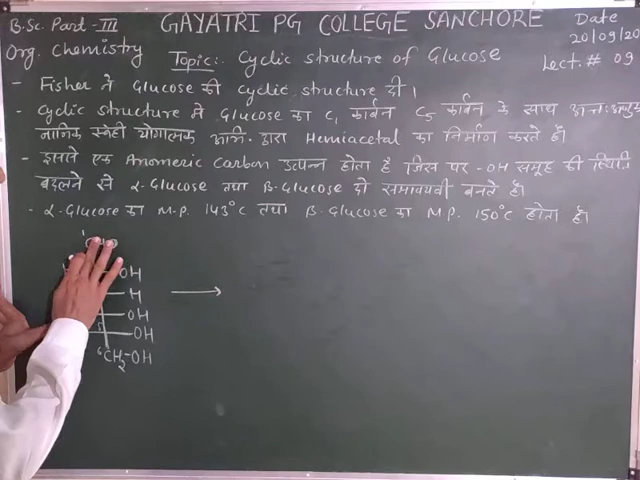 B.Sc. Part-III GAYATRI PG COLLEGE SANCHORE Date
20/09/20
Org. Chemistry Topic:- Cyclic structure of Glucose Lect.# 09
- Fisher ने Glucose की cyclic structure दी।
- Cyclic structure में Glucose का C1 कार्बन C5 कार्बन के साथ
नाभिक स्नेही योगात्मक अभि. द्वारा Hemiacetal का निर्माण करते हैं।
- इससे एक Anomeric Carbon उत्पन्न होता है जिस पर -OH समूह की स्थिति
बदलने से α-Glucose तथा β-Glucose दो समावयवी बनते हैं।
- α-Glucose का M.P. 143°C तथा β-Glucose का M.P. 150°C होता है।
1
OH
H
OH
5 OH
6CH2-OH